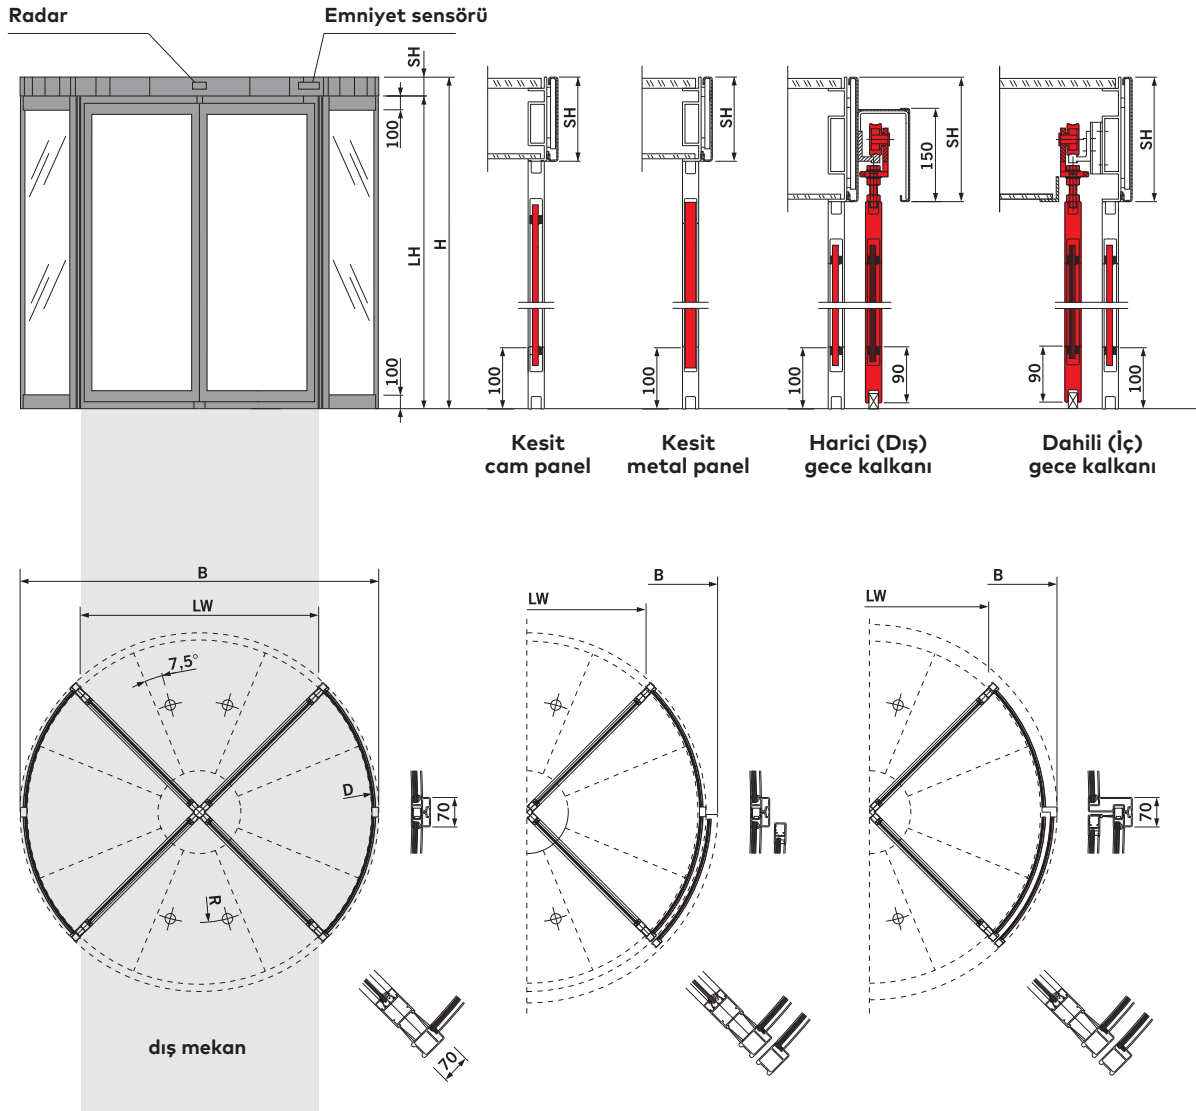 Radar
Emniyet sensörü
SH
100
LH
H
100
SH
100
SH
100
SH
150
100
90
SH
90
100
Kesit
cam panel
Kesit
metal panel
Harici (Dış)
gece kalkanı
Dahili (İç)
gece kalkanı
B
LW
7,5°
D
R
70
70
dış mekan
B
LW
B
LW
70